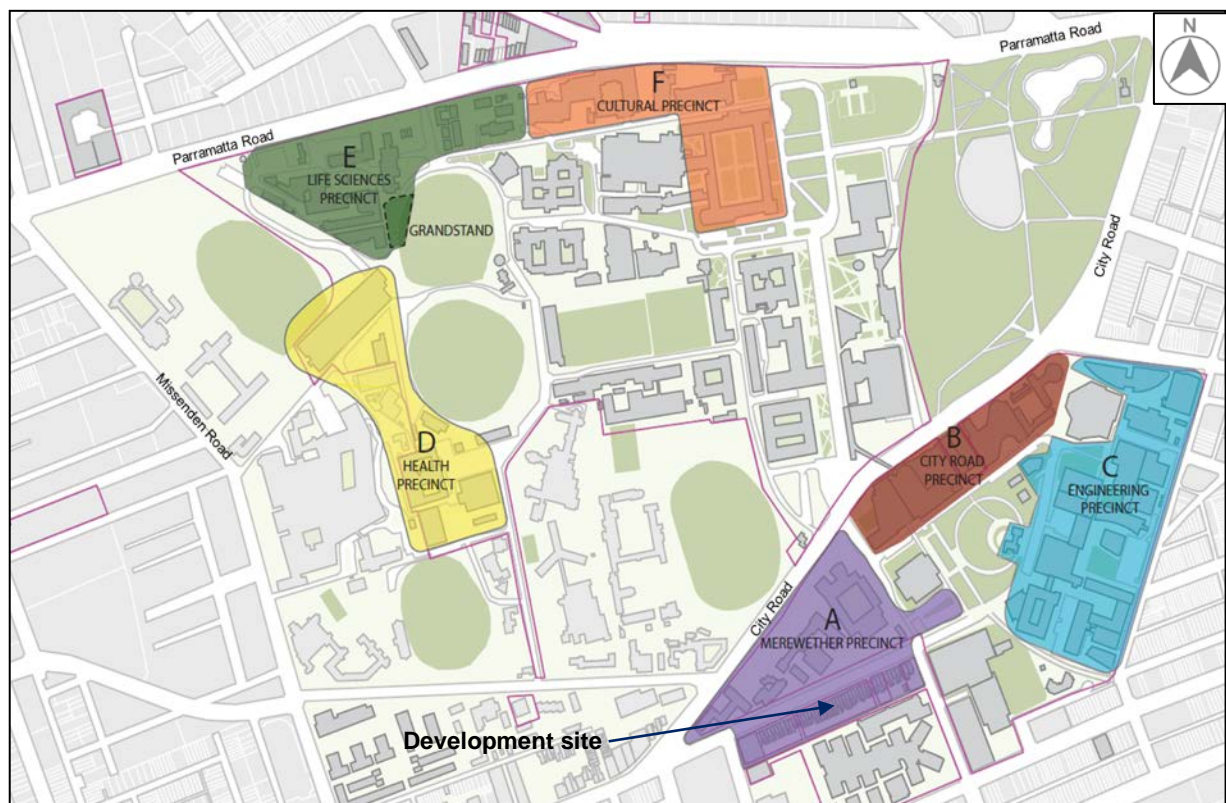 N
Parramatta Road
F
CULTURAL PRECINCT
Parramatta Road
E
LIFE SCIENCES
PRECINCT
GRANDSTAND
City Road
Missenden Road
D
HEALTH
PRECINCT
B
CITY ROAD
PRECINCT
C
ENGINEERING
PRECINCT
City Road
A
MEREWETHER PRECINCT
Development site